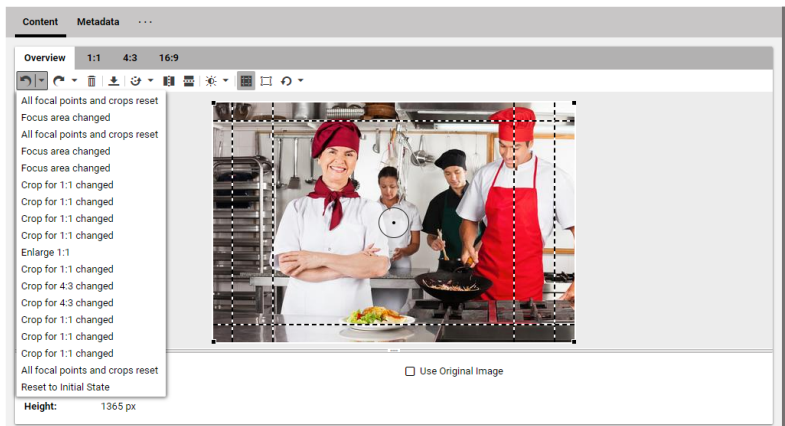 Content Metadata ···
Overview 1:1 4:3 16:9
All focal points and crops reset
Focus area changed
All focal points and crops reset
Focus area changed
Focus area changed
Crop for 1:1 changed
Crop for 1:1 changed
Crop for 1:1 changed
Crop for 1:1 changed
Enlarge 1:1
Crop for 1:1 changed
Crop for 4:3 changed
Crop for 4:3 changed
Crop for 1:1 changed
Crop for 1:1 changed
Crop for 1:1 changed
All focal points and crops reset
Use Original Image
Reset to Initial State
Height: 1365 px